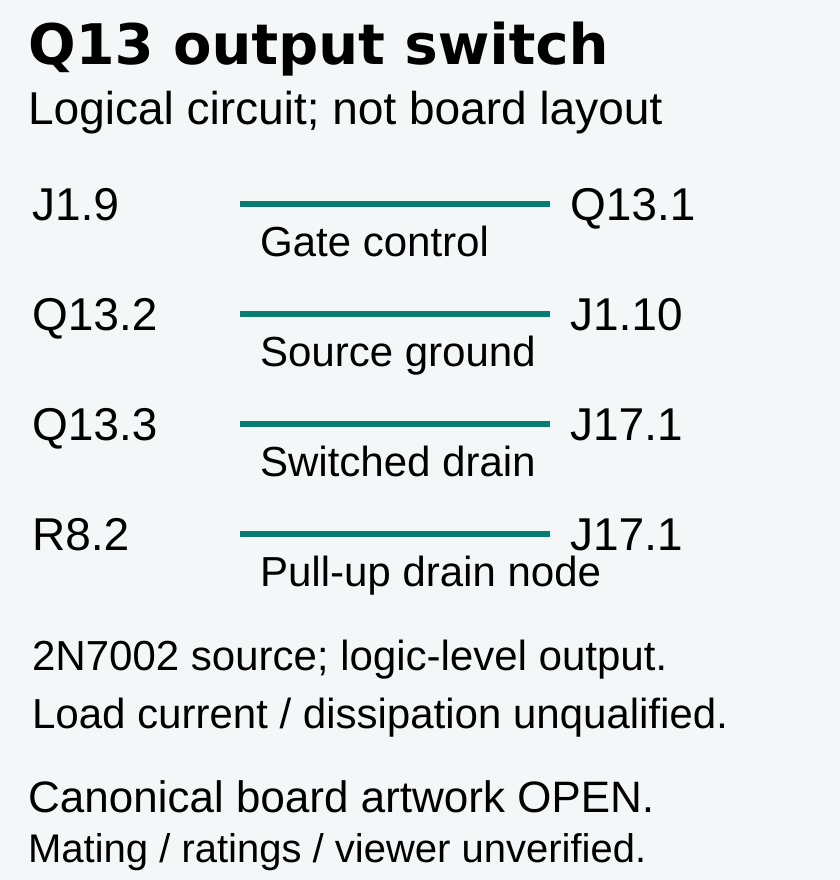 Q13 output switch
Logical circuit; not board layout
J1.9 Q13.1
Gate control
Q13.2 J1.10
Source ground
Q13.3 J17.1
Switched drain
R8.2 J17.1
Pull-up drain node
2N7002 source; logic-level output.
Load current / dissipation unqualified.
Canonical board artwork OPEN.
Mating / ratings / viewer unverified.